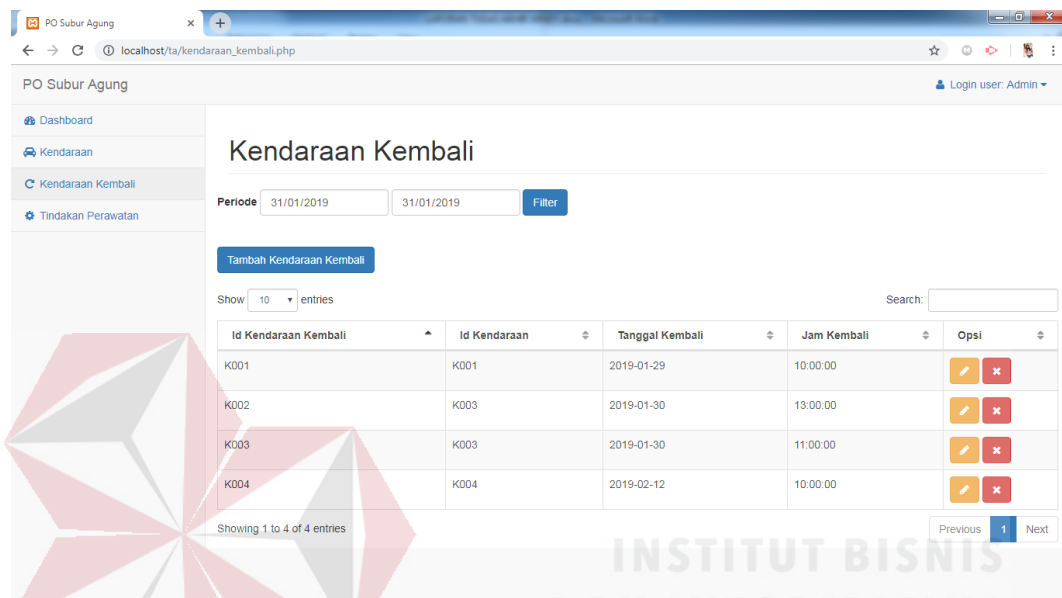 PO Subur Agung
localhost/ta/kendaraan_kembali.php
PO Subur Agung
Login user: Admin
Dashboard
Kendaraan
Kendaraan Kembali
Tindakan Perawatan
Kendaraan Kembali
Periode 31/01/2019 31/01/2019 Filter
Tambah Kendaraan Kembali
Show 10 entries Search:
Id Kendaraan Kembali Id Kendaraan Tanggal Kembali Jam Kembali Opsi
K001 K001 2019-01-29 10:00:00
K002 K003 2019-01-30 13:00:00
K003 K003 2019-01-30 11:00:00
K004 K004 2019-02-12 10:00:00
Showing 1 to 4 of 4 entries Previous 1 Next
INSTITUT BISNIS